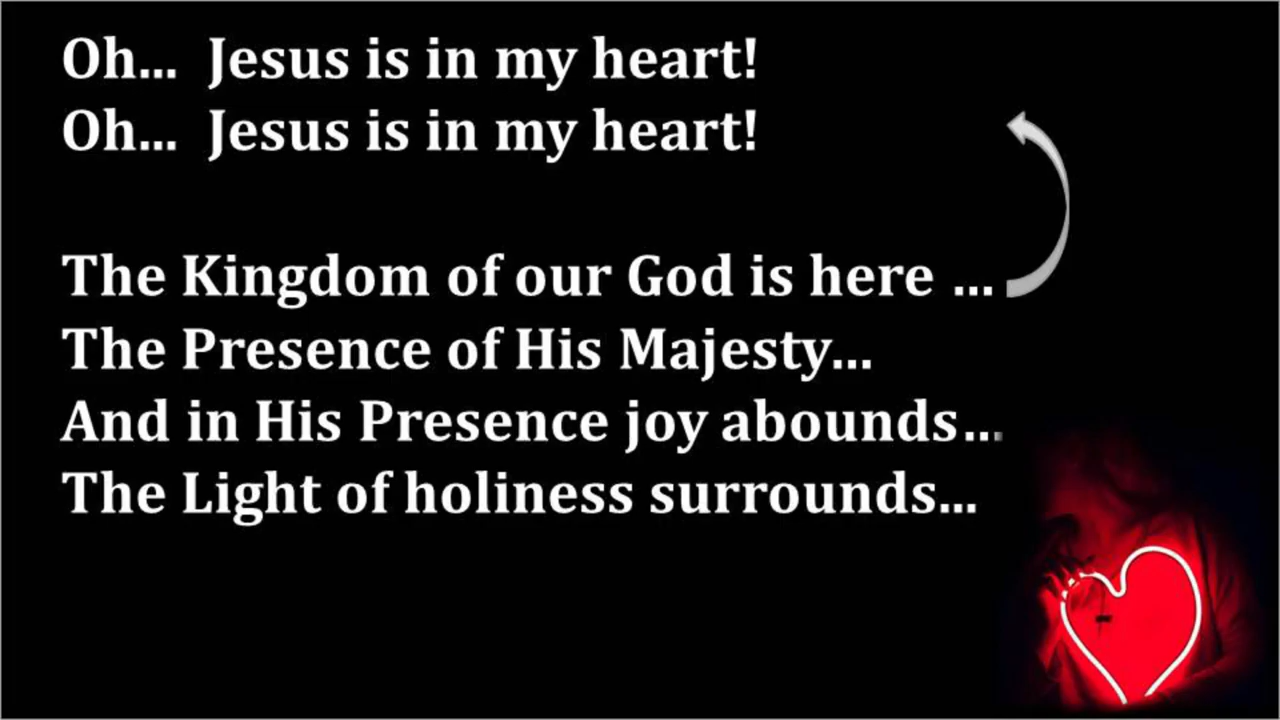 Oh... Jesus is in my heart!
Oh... Jesus is in my heart!
The Kingdom of our God is here ...
The Presence of His Majesty...
And in His Presence joy abounds...
The Light of holiness surrounds...